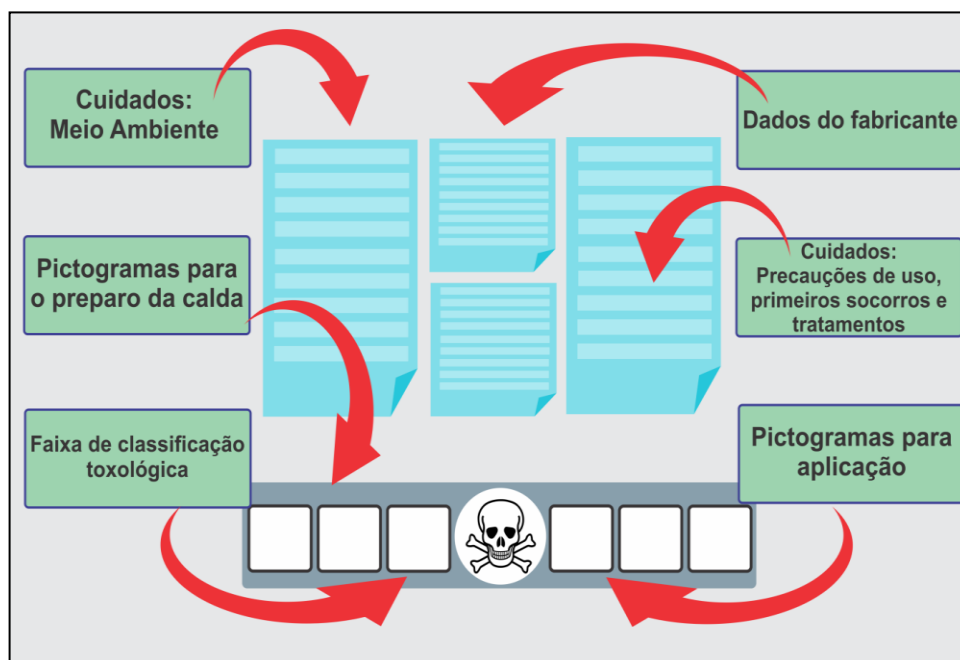 Cuidados:
Meio Ambiente
Dados do fabricante
Pictogramas para
o preparo da calda
Cuidados:
Precauções de uso,
primeiros socorros e
tratamentos
Faixa de classificação
toxológica
Pictogramas para
aplicação